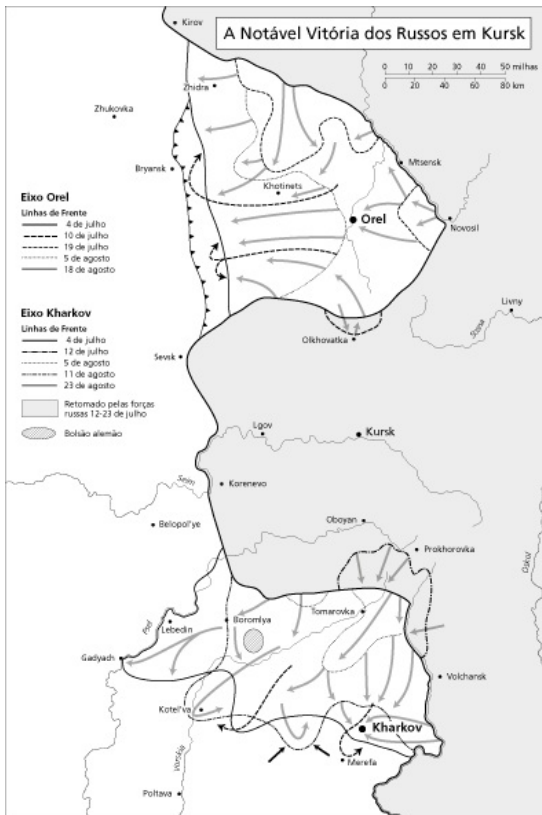 A Notável Vitória dos Russos em Kursk
0 10 20 30 40 50 milhas
0 20 40 60 80 km
Kirov
Zhidra
Zhukovka
Bryansk
Mtsensk
Khotinets
Orel
Novosil
Livny
Sosna
Olkhovatka
Sevsk
Eixo Orel
Linhas de Frente
4 de julho
10 de julho
19 de julho
5 de agosto
18 de agosto
Eixo Kharkov
Linhas de Frente
4 de julho
12 de julho
5 de agosto
11 de agosto
23 de agosto
Retomado pelas forças
russas 12-23 de julho
Bolsão alemão
Lgov
Kursk
Seim
Korenevo
Oboyan
Belopol'ye
Prokhorovka
Oskol
Tomarovka
Boromlya
Psel
Lebedin
Gadyach
Volchansk
Kotel'va
Kharkov
Merefa
Vorskla
Poltava